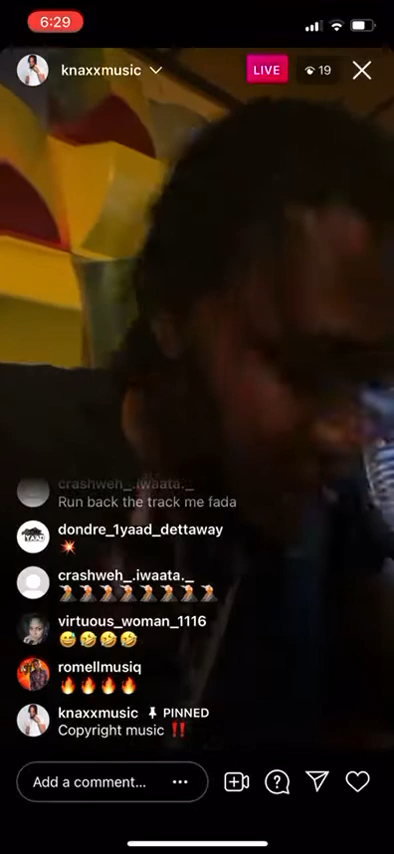 6:29
knaxxmusic
LIVE
19
crashweh_.iwaata._
Run back the track me fada
dondre_1yaad_dettaway
💥
crashweh_.iwaata._
virtuous_woman_1116
😅🤣🤣🤣
romellmusiq
🔥🔥🔥🔥
knaxxmusic 📌 PINNED
Copyright music ‼️
Add a comment...